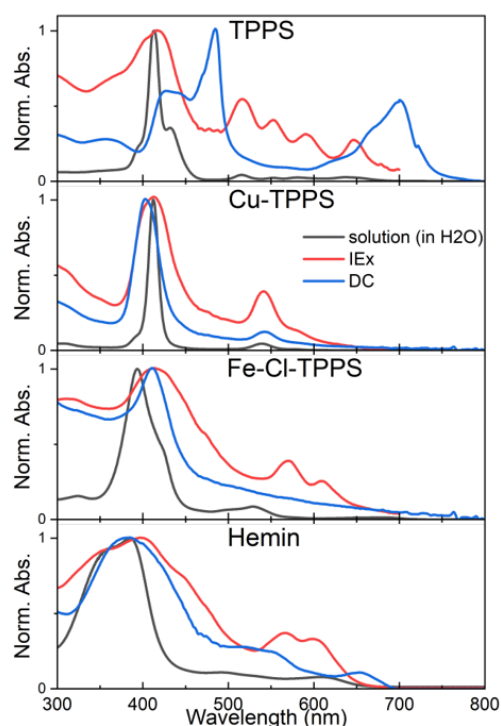 TPPS
Norm. Abs.
1
0
Cu-TPPS
Norm. Abs.
1
0
solution (in H2O)
IEx
DC
Fe-Cl-TPPS
Norm. Abs.
1
0
Hemin
Norm. Abs.
1
0
300 400 500 600 700 800
Wavelength (nm)